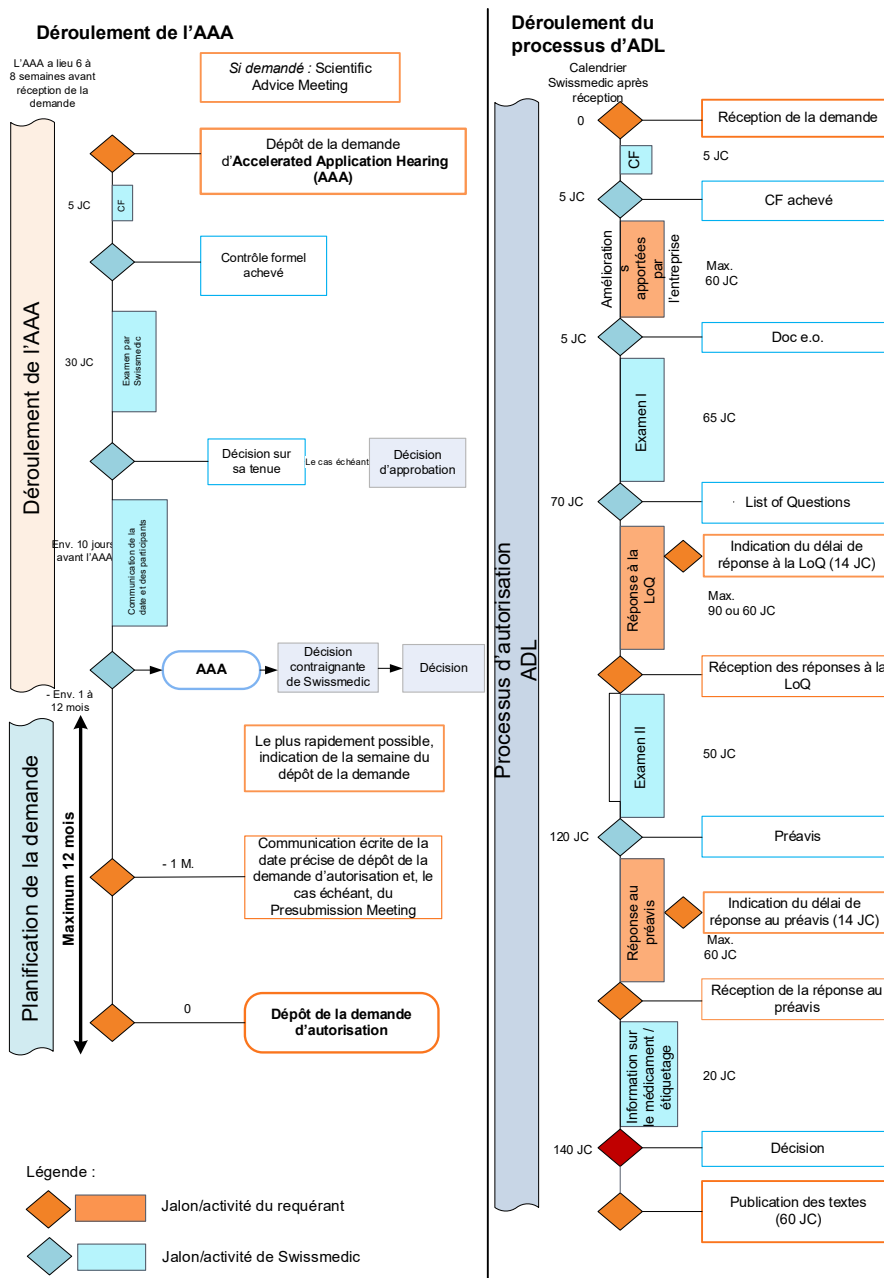 Déroulement de l'AAA
L'AAA a lieu 6 à
8 semaines avant
réception de la
demande
Si demandé : Scientific
Advice Meeting
Déroulement de l'AAA
Dépôt de la demande
d'Accelerated Application Hearing
(AAA)
5 JC
CF
Contrôle formel
achevé
30 JC
Examen par
Swissmedic
Décision sur
sa tenue
Le cas échéant
Décision
d'approbation
Env. 10 jours
avant l'AAA
Communication de la
date et des participants
AAA
Décision
contraignante
de Swissmedic
Décision
- Env. 1 à
12 mois
Planification de la demande
Maximum 12 mois
Le plus rapidement possible,
indication de la semaine du
dépôt de la demande
- 1 M.
Communication écrite de la
date précise de dépôt de la
demande d'autorisation et, le
cas échéant, du
Presubmission Meeting
0
Dépôt de la demande
d'autorisation
Légende :
Jalon/activité du requérant
Jalon/activité de Swissmedic
Déroulement du
processus d'ADL
Calendrier
Swissmedic après
réception
Processus d'autorisation
ADL
0
Réception de la demande
CF
5 JC
5 JC
CF achevé
Amélioration
s
apportées
par
l'entreprise
Max.
60 JC
5 JC
Doc e.o.
Examen I
65 JC
70 JC
List of Questions
Réponse à la
LoQ
Indication du délai de
réponse à la LoQ (14 JC)
Max.
90 ou 60 JC
Réception des réponses à la
LoQ
Examen II
50 JC
120 JC
Préavis
Réponse au
préavis
Indication du délai de
réponse au préavis (14 JC)
Max.
60 JC
Réception de la réponse au
préavis
Information sur
le médicament /
étiquetage
20 JC
140 JC
Décision
Publication des textes
(60 JC)